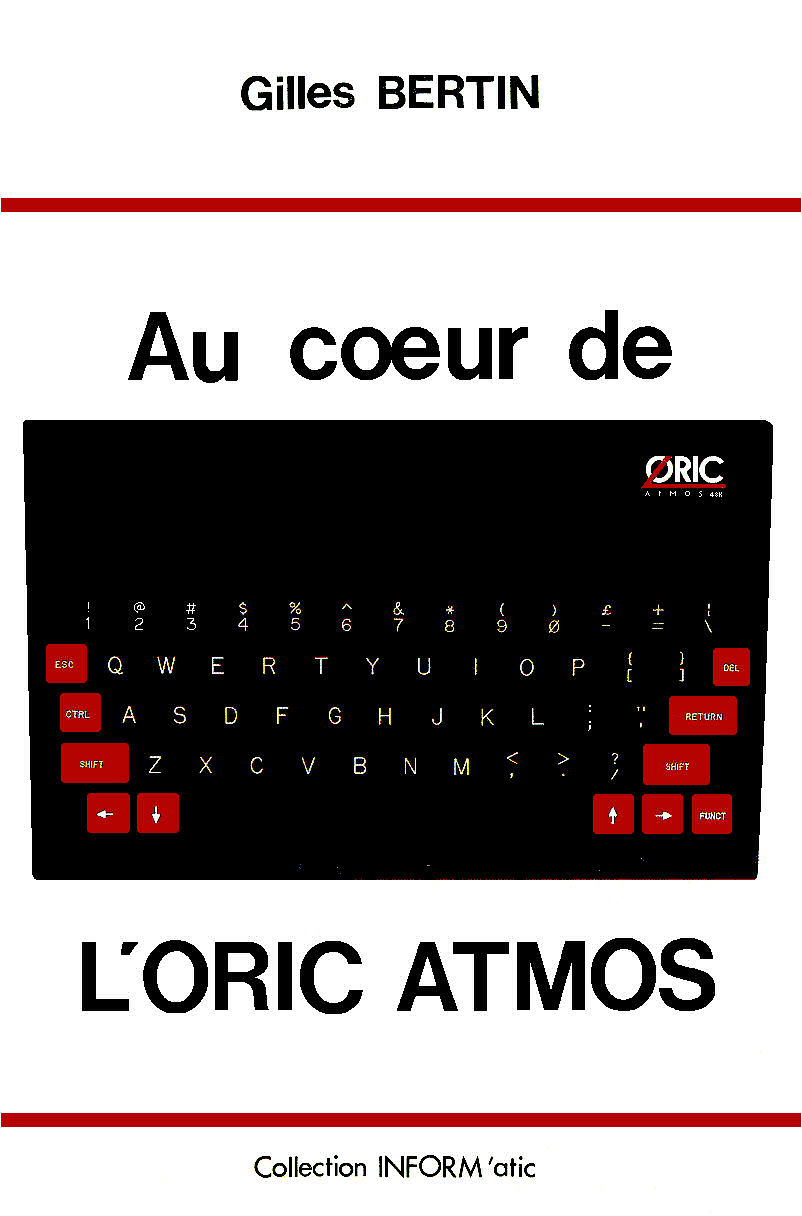 Gilles BERTIN
Au coeur de
ØRIC
ATMOS 48K
! @ # $ % ^ & * ( ) £ + ¦
1 2 3 4 5 6 7 8 9 Ø - = \
ESC Q W E R T Y U I O P { [ } ] DEL
CTRL A S D F G H J K L : ; " ' RETURN
SHIFT Z X C V B N M < , > . ? / SHIFT
← ↓ ↑ → FUNCT
L'ORIC ATMOS
Collection INFORM'atic